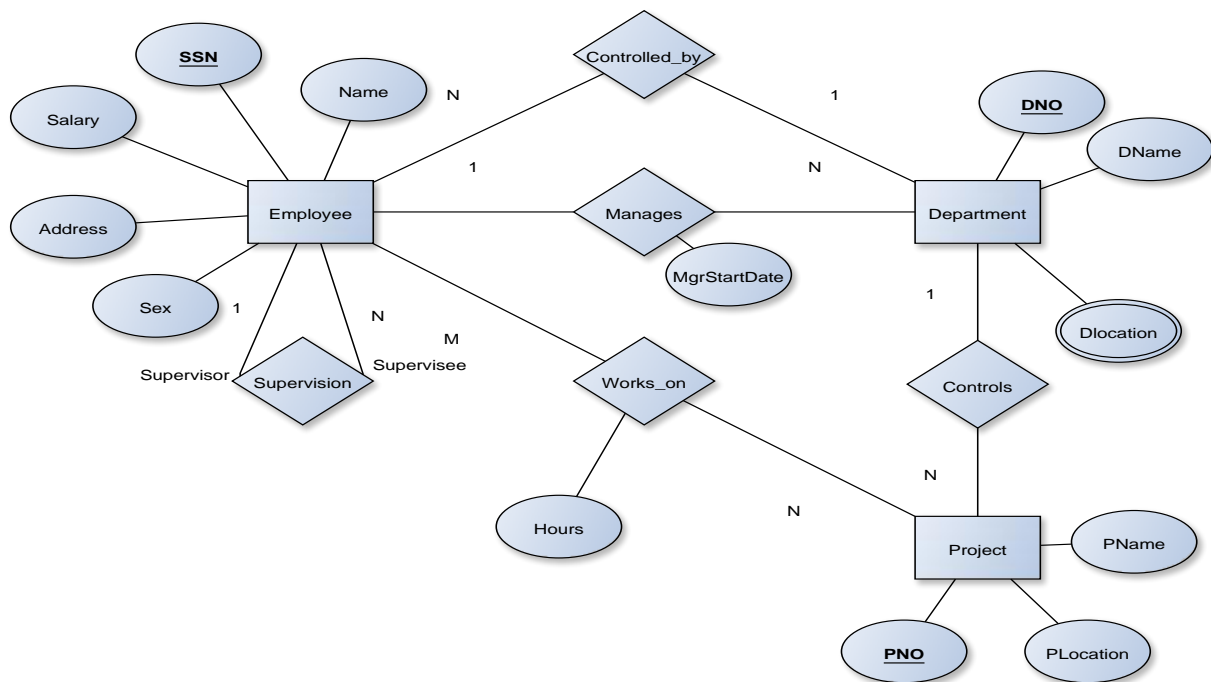 SSN
Controlled_by
Name
N
1
DNO
Salary
DName
1
N
Employee
Manages
Department
Address
MgrStartDate
Sex
1
N
1
Dlocation
M
Supervisor
Supervision
Supervisee
Works_on
Controls
N
Hours
N
Project
PName
PNO
PLocation